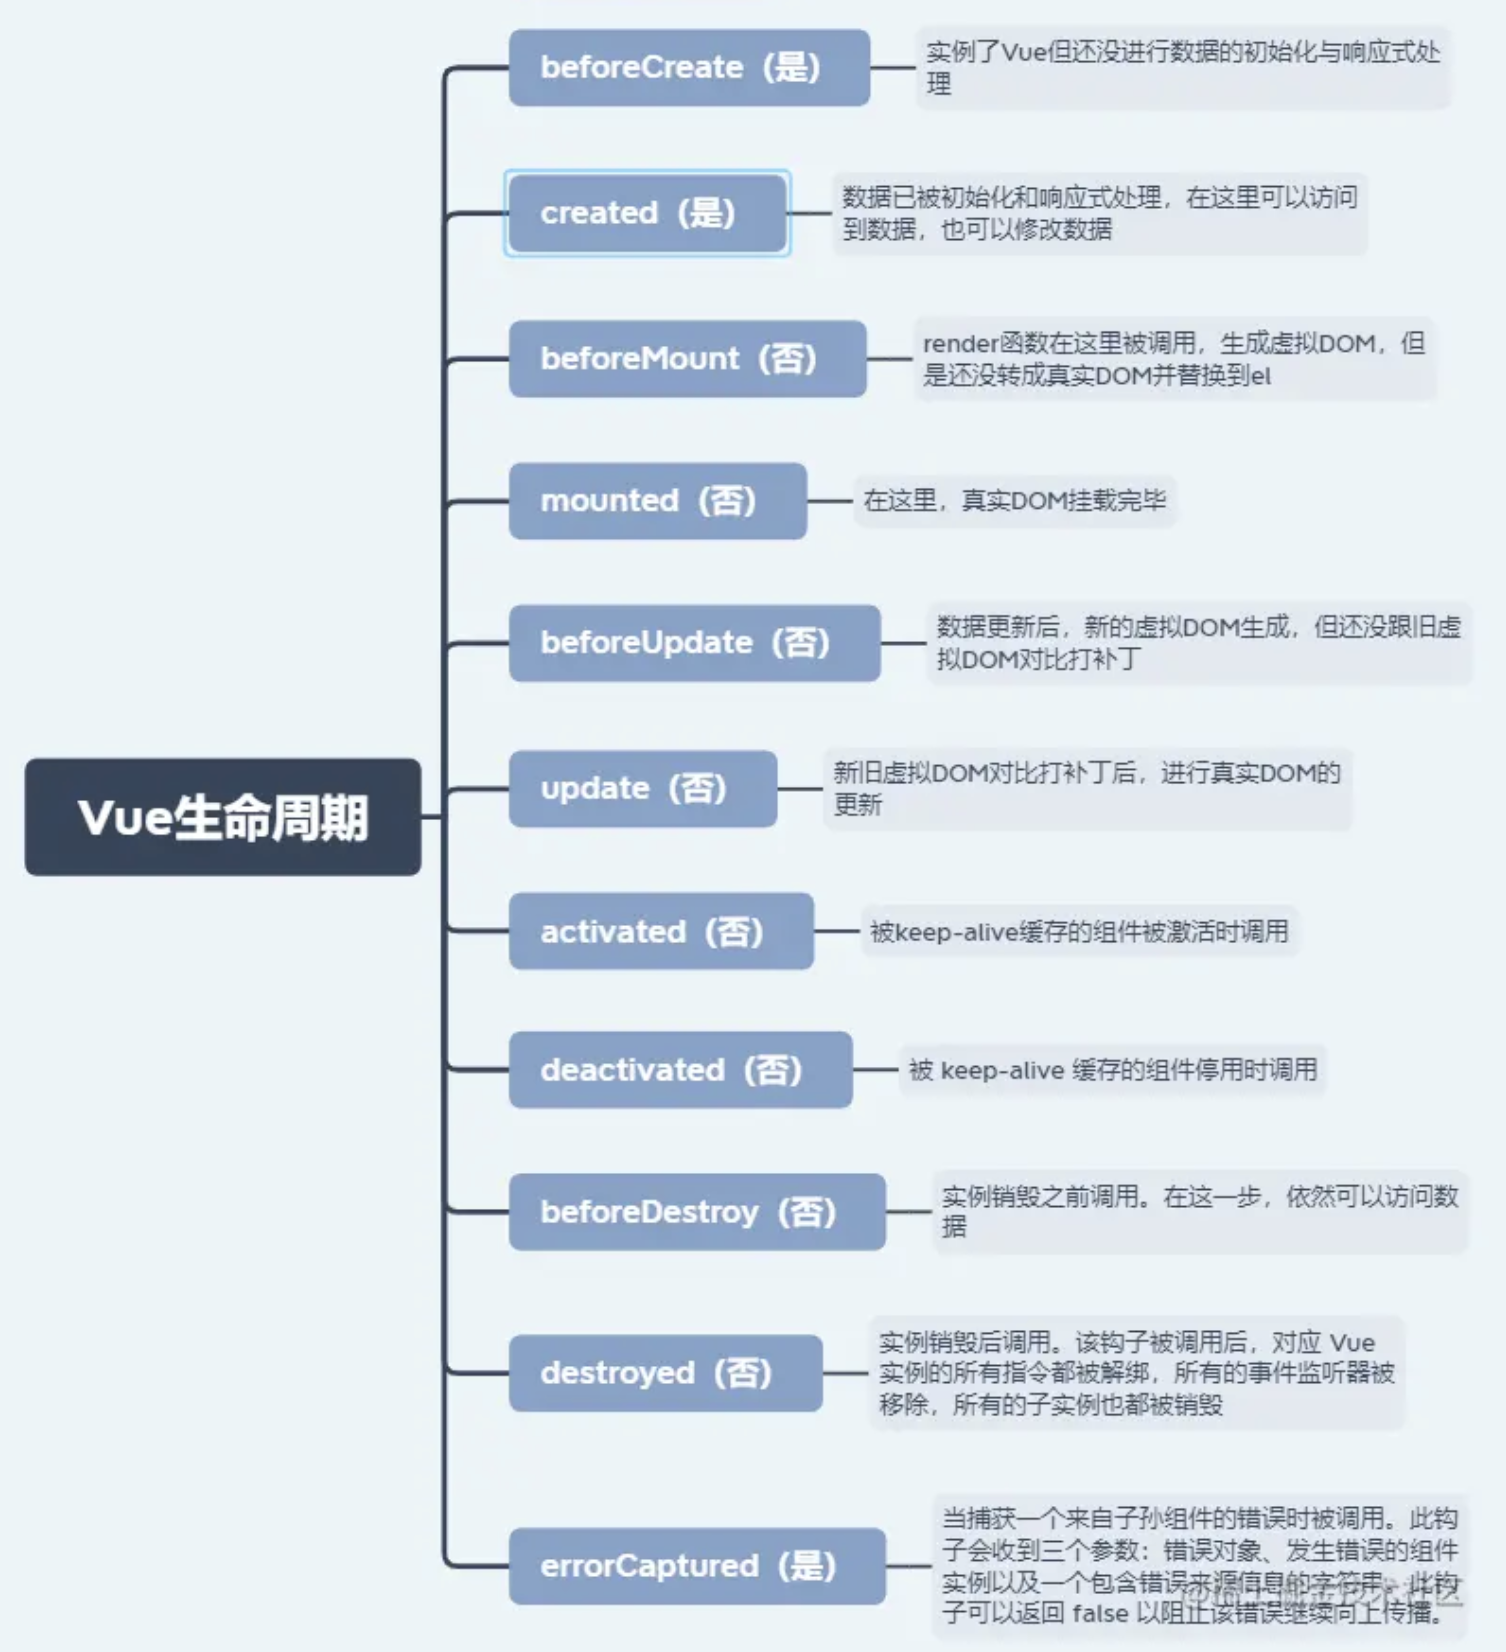 Vue生命周期
beforeCreate（是）
实例了Vue但还没进行数据的初始化与响应式处
理
created（是）
数据已被初始化和响应式处理，在这里可以访问
到数据，也可以修改数据
beforeMount（否）
render函数在这里被调用，生成虚拟DOM，但
是还没转成真实DOM并替换到el
mounted（否）
在这里，真实DOM挂载完毕
beforeUpdate（否）
数据更新后，新的虚拟DOM生成，但还没跟旧虚
拟DOM对比打补丁
update（否）
新旧虚拟DOM对比打补丁后，进行真实DOM的
更新
activated（否）
被keep-alive缓存的组件被激活时调用
deactivated（否）
被 keep-alive 缓存的组件停用时调用
beforeDestroy（否）
实例销毁之前调用。在这一步，依然可以访问数
据
destroyed（否）
实例销毁后调用。该钩子被调用后，对应 Vue
实例的所有指令都被解绑，所有的事件监听器被
移除，所有的子实例也都被销毁
errorCaptured（是）
当捕获一个来自子孙组件的错误时被调用。此钩
子会收到三个参数：错误对象、发生错误的组件
实例以及一个包含错误来源信息的字符串。此钩
子可以返回 false 以阻止该错误继续向上传播。
@稀土掘金技术社区